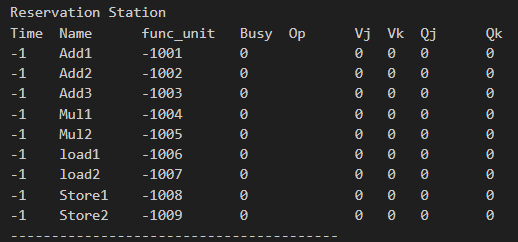 Reservation Station
Time  Name      func_unit   Busy  Op      Vj  Vk  Qj      Qk
-1    Add1      -1001       0             0   0   0       0
-1    Add2      -1002       0             0   0   0       0
-1    Add3      -1003       0             0   0   0       0
-1    Mul1      -1004       0             0   0   0       0
-1    Mul2      -1005       0             0   0   0       0
-1    load1     -1006       0             0   0   0       0
-1    load2     -1007       0             0   0   0       0
-1    Store1    -1008       0             0   0   0       0
-1    Store2    -1009       0             0   0   0       0
----------------------------------------